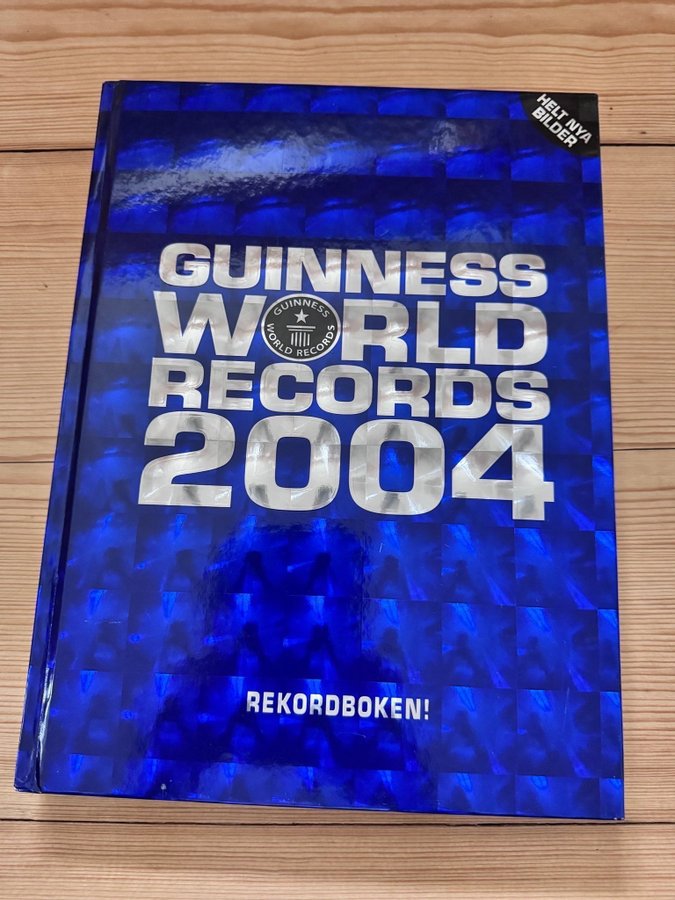 HELT NYA
BILDER
GUINNESS
WORLD
GUINNESS
WORLD RECORDS
RECORDS
2004
REKORDBOKEN!